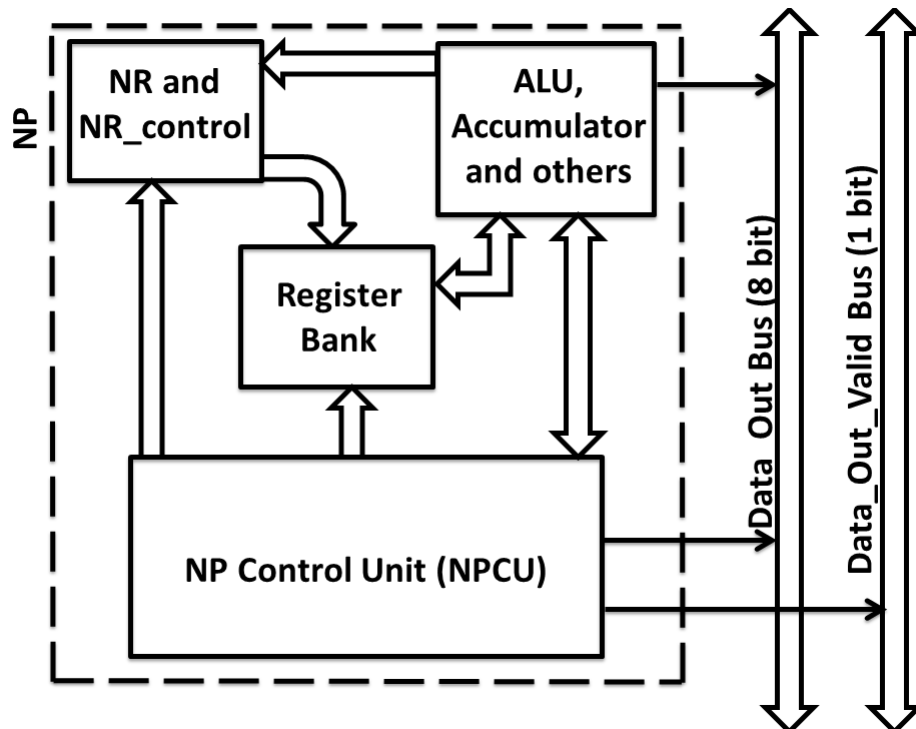 NP
NR and
NR_control
ALU,
Accumulator
and others
Register
Bank
NP Control Unit (NPCU)
Data Out Bus (8 bit)
Data_Out_Valid Bus (1 bit)